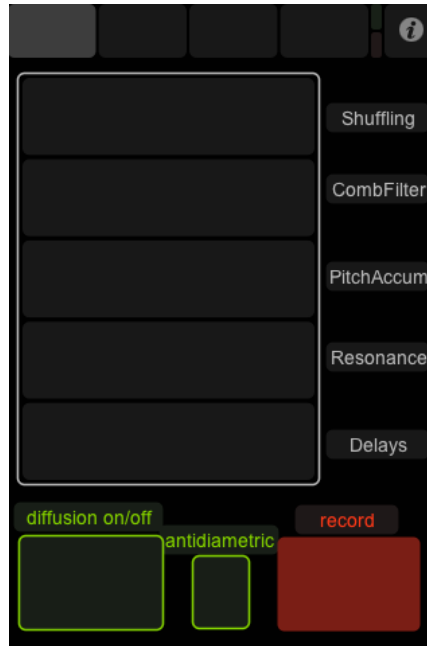 i
Shuffling
CombFilter
PitchAccum
Resonance
Delays
diffusion on/off
antidiametric
record